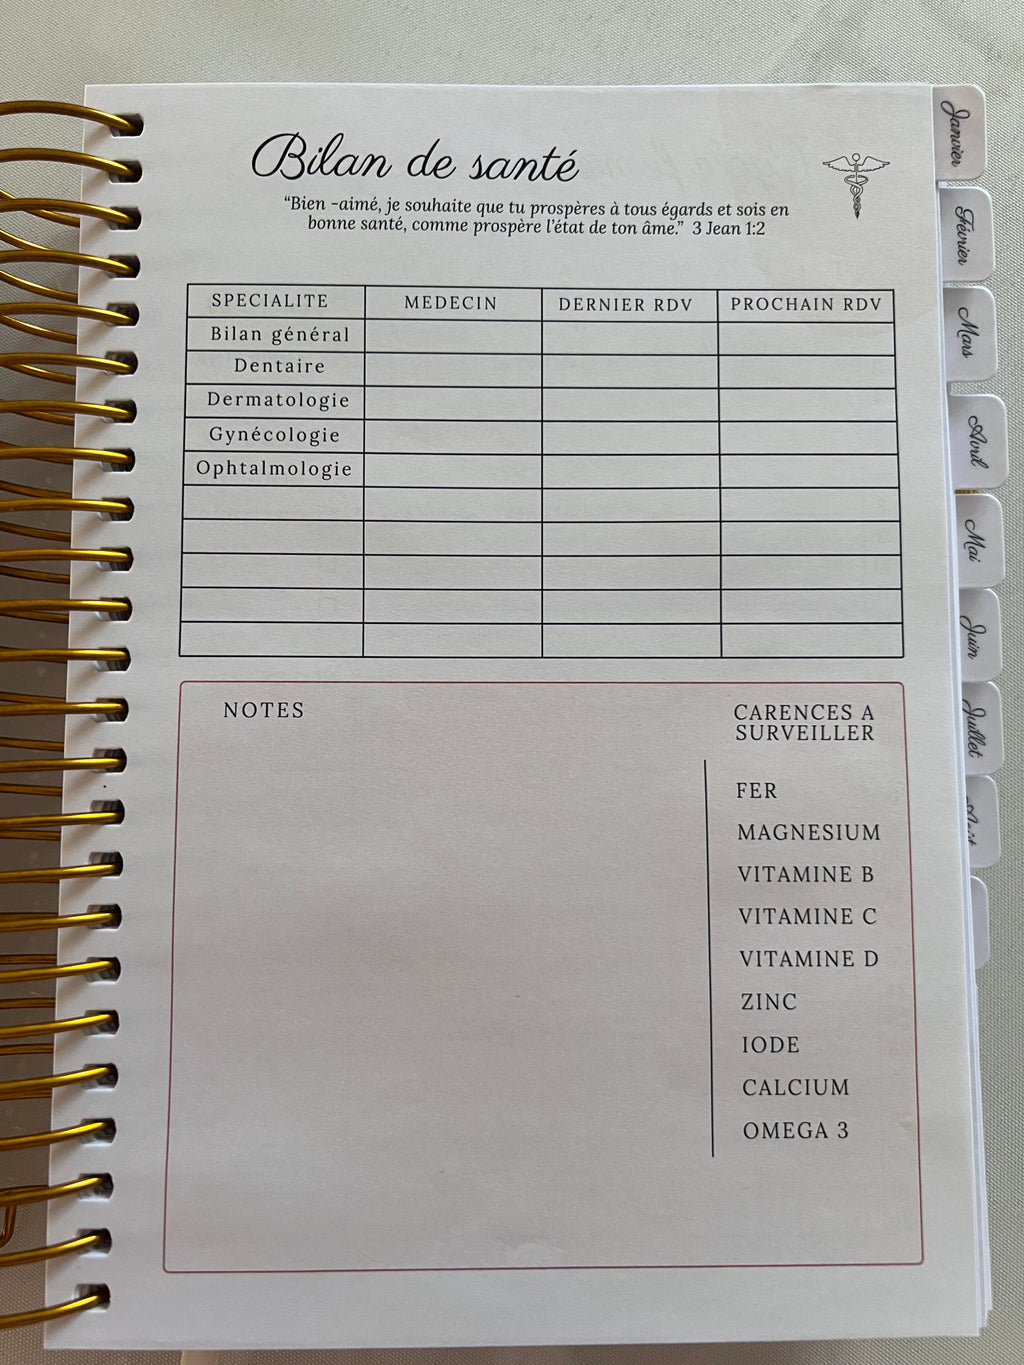 Bilan de santé
“Bien -aimé, je souhaite que tu prospères à tous égards et sois en
bonne santé, comme prospère l'état de ton âme.” 3 Jean 1:2
SPECIALITE MEDECIN DERNIER RDV PROCHAIN RDV
Bilan général
Dentaire
Dermatologie
Gynécologie
Ophtalmologie
NOTES
CARENCES A
SURVEILLER
FER
MAGNESIUM
VITAMINE B
VITAMINE C
VITAMINE D
ZINC
IODE
CALCIUM
OMEGA 3
Janvier
Février
Mars
Avril
Mai
Juin
Juillet